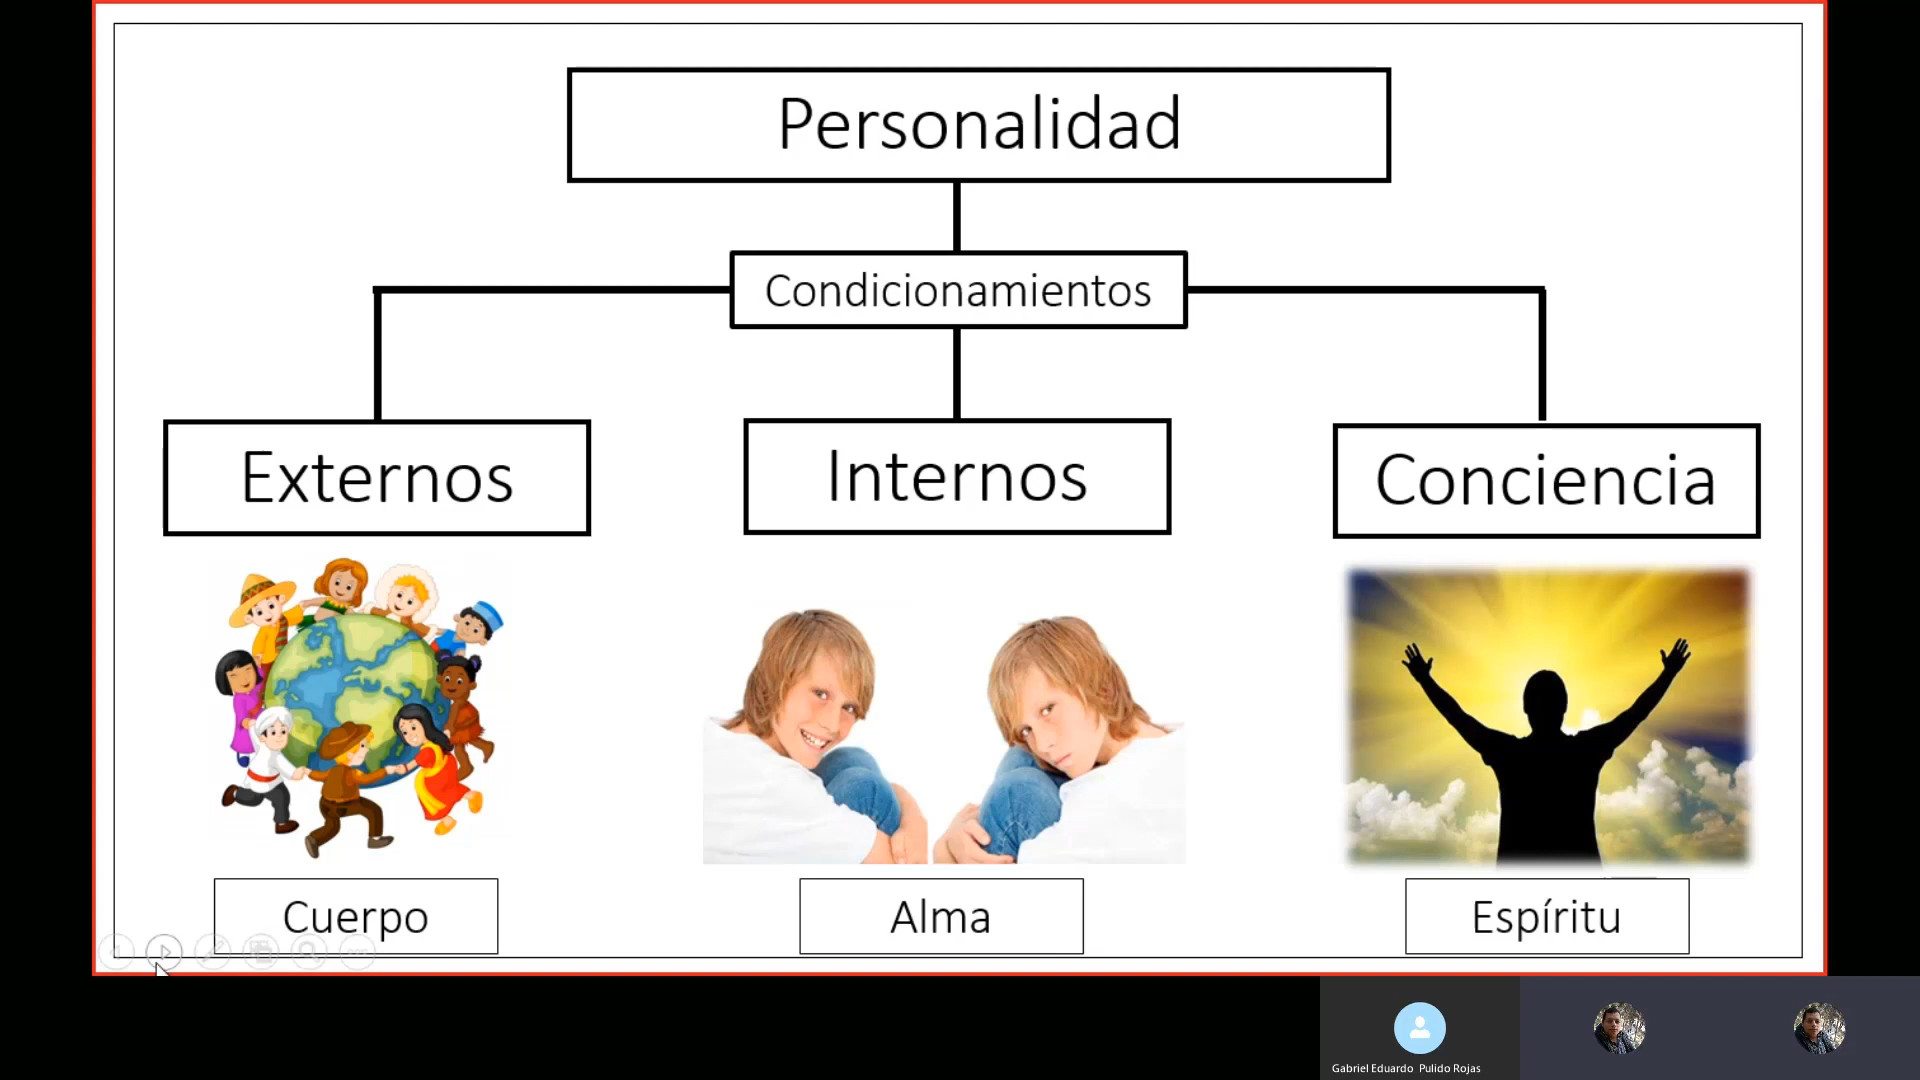 Personalidad
Condicionamientos
Externos
Internos
Conciencia
Cuerpo
Alma
Espíritu
Gabriel Eduardo Pulido Rojas